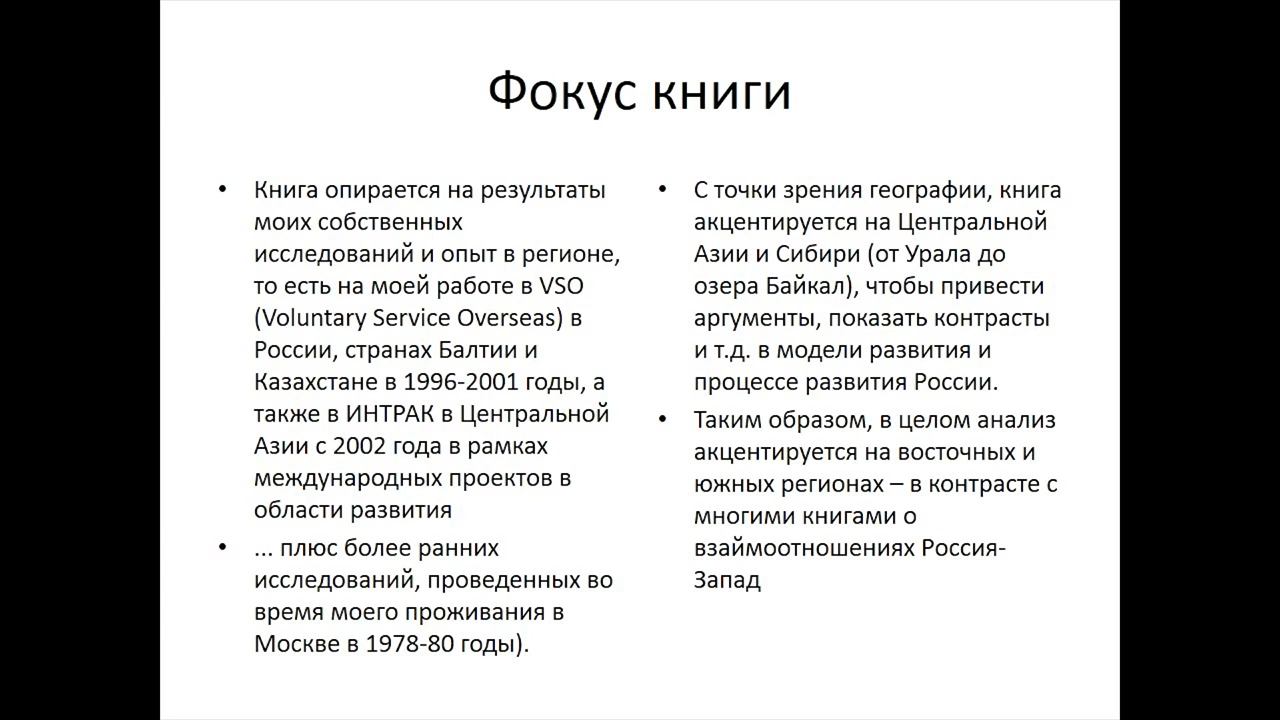 Фокус книги
• Книга опирается на результаты
моих собственных
исследований и опыт в регионе,
то есть на моей работе в VSO
(Voluntary Service Overseas) в
России, странах Балтии и
Казахстане в 1996-2001 годы, а
также в ИНТРАК в Центральной
Азии с 2002 года в рамках
международных проектов в
области развития
• ... плюс более ранних
исследований, проведенных во
время моего проживания в
Москве в 1978-80 годы).
• С точки зрения географии, книга
акцентируется на Центральной
Азии и Сибири (от Урала до
озера Байкал), чтобы привести
аргументы, показать контрасты
и т.д. в модели развития и
процессе развития России.
• Таким образом, в целом анализ
акцентируется на восточных и
южных регионах – в контрасте с
многими книгами о
взаимоотношениях Россия-
Запад